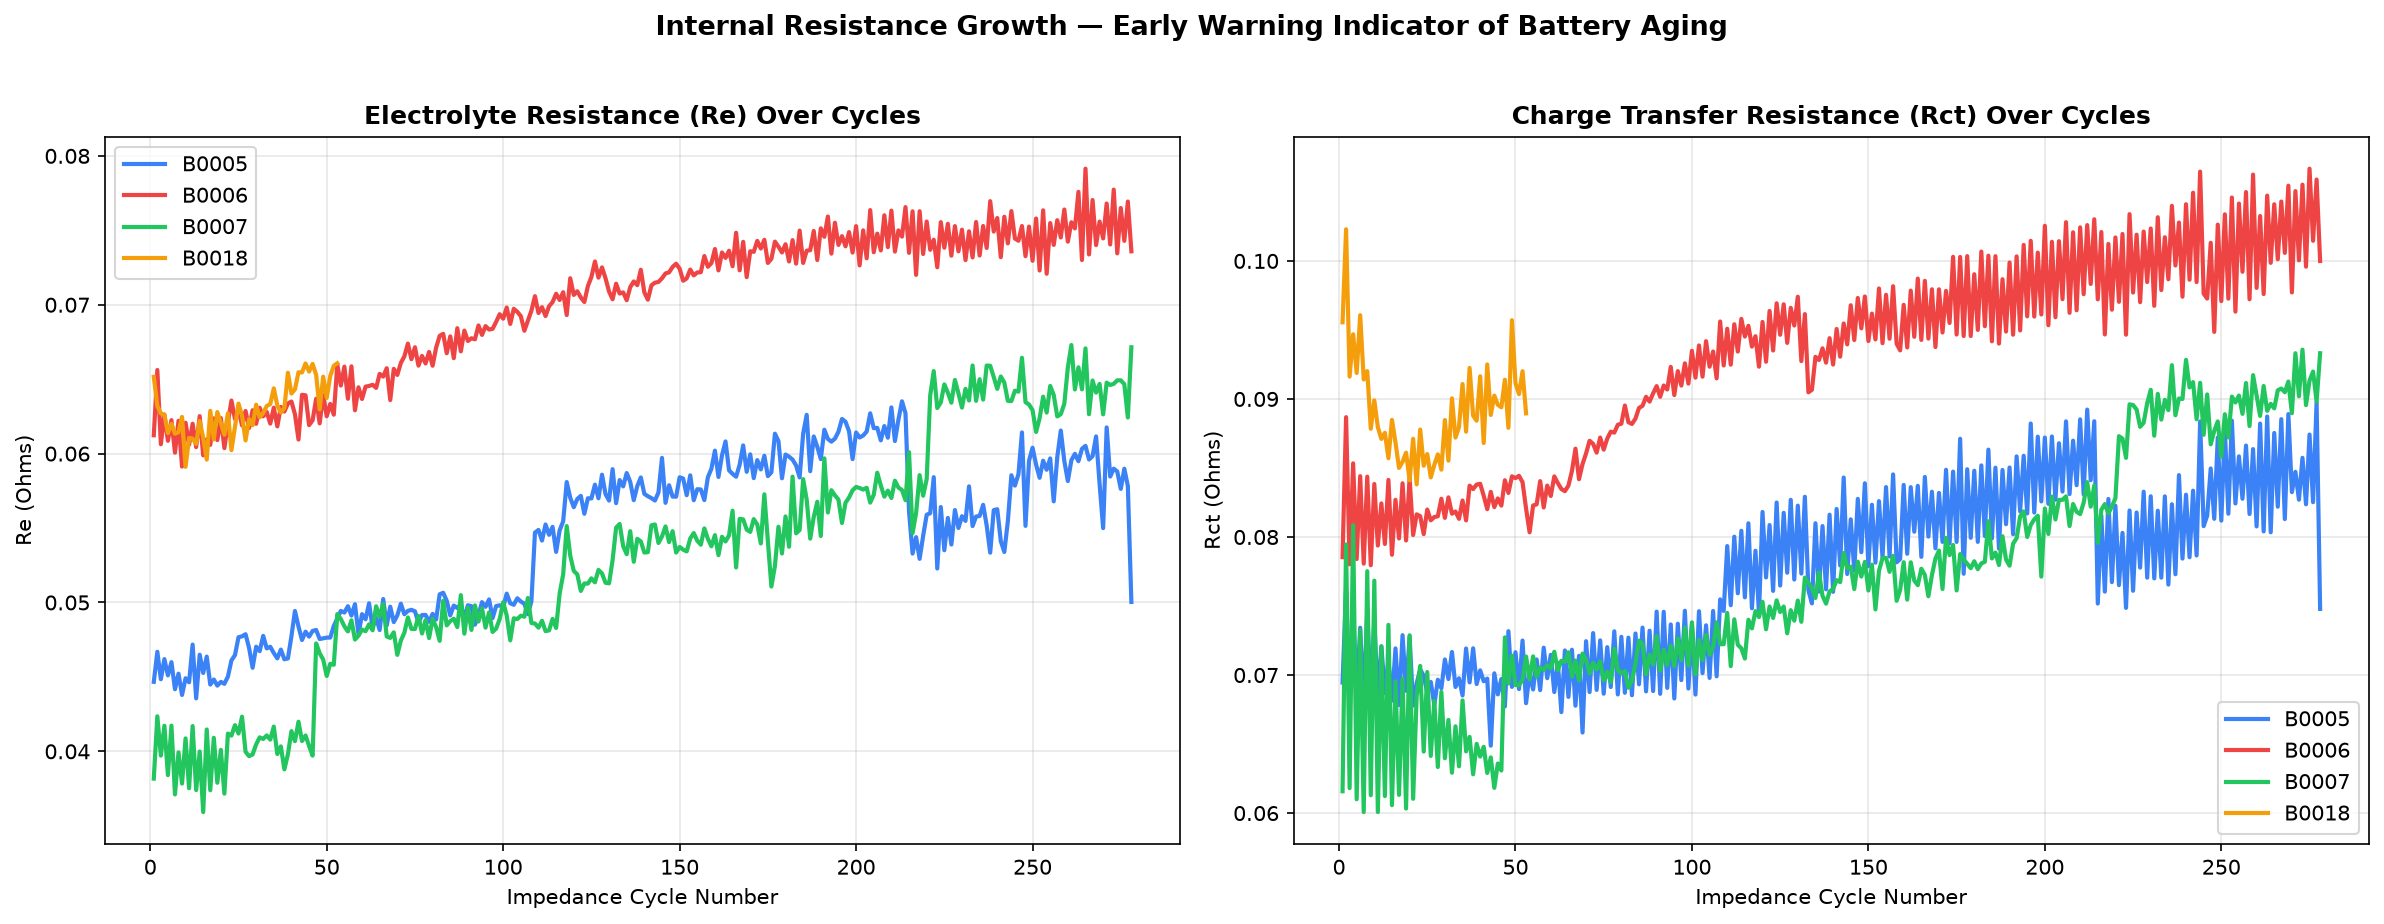 Internal Resistance Growth — Early Warning Indicator of Battery Aging
Electrolyte Resistance (Re) Over Cycles
Re (Ohms)
0.08
0.07
0.06
0.05
0.04
B0005
B0006
B0007
B0018
0 50 100 150 200 250
Impedance Cycle Number
Charge Transfer Resistance (Rct) Over Cycles
Rct (Ohms)
0.10
0.09
0.08
0.07
0.06
B0005
B0006
B0007
B0018
0 50 100 150 200 250
Impedance Cycle Number